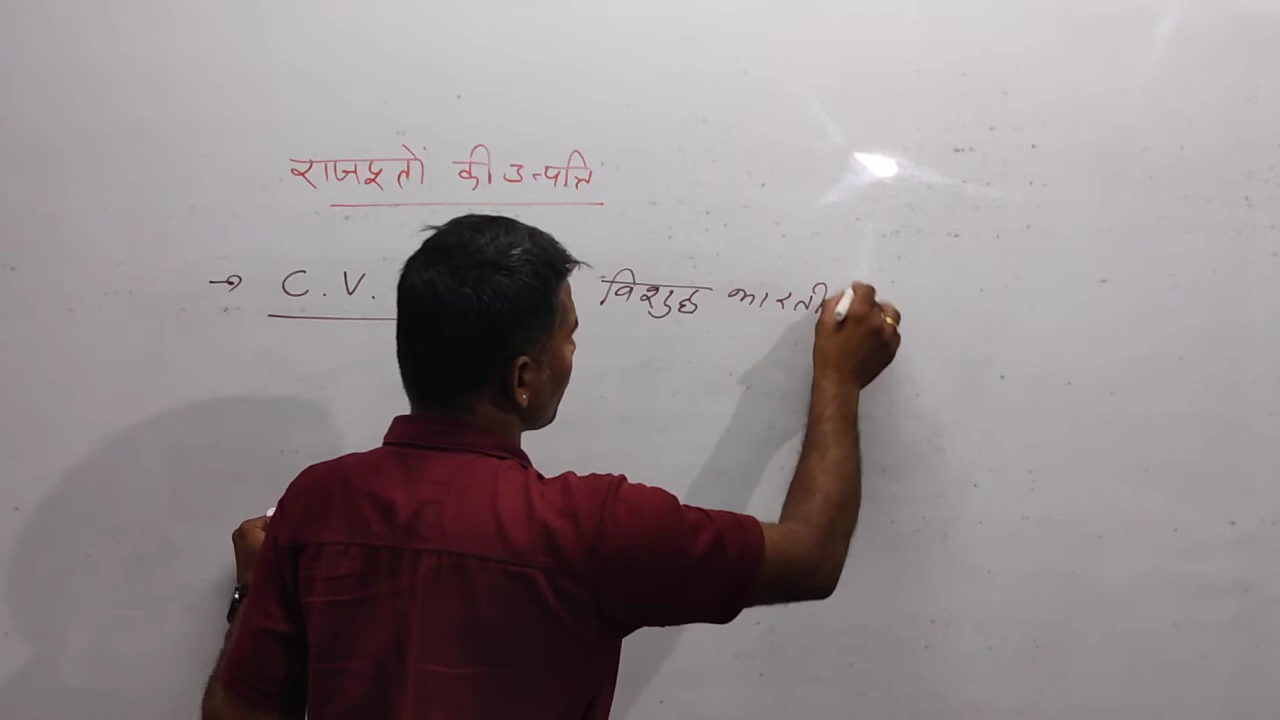 राजपूतों की उत्पत्ति
→ C.V. विशुद्ध भारती